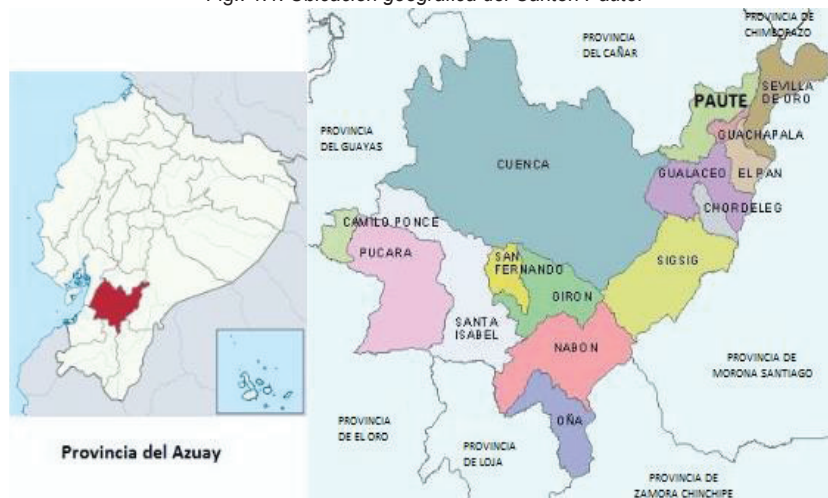 Fig.. 1.1. Ubicación geográfica del Cantón Paute.
PROVINCIA DE
CHIMBORAZO
PROVINCIA
DEL CAÑAR
SEVILLA
DE ORO
PAUTE
GUACHAPALA
PROVINCIA
DEL GUAYAS
CUENCA
GUALACEO
EL PAN
CHORDELEG
CAMILO PONCE
PUCARA
SAN
FERNANDO
SIGSIG
GIRON
SANTA
ISABEL
NABON
PROVINCIA DE
MORONA SANTIAGO
OÑA
PROVINCIA
DE EL ORO
PROVINCIA
DE LOJA
PROVINCIA DE
ZAMORA CHINCHIPE
Provincia del Azuay